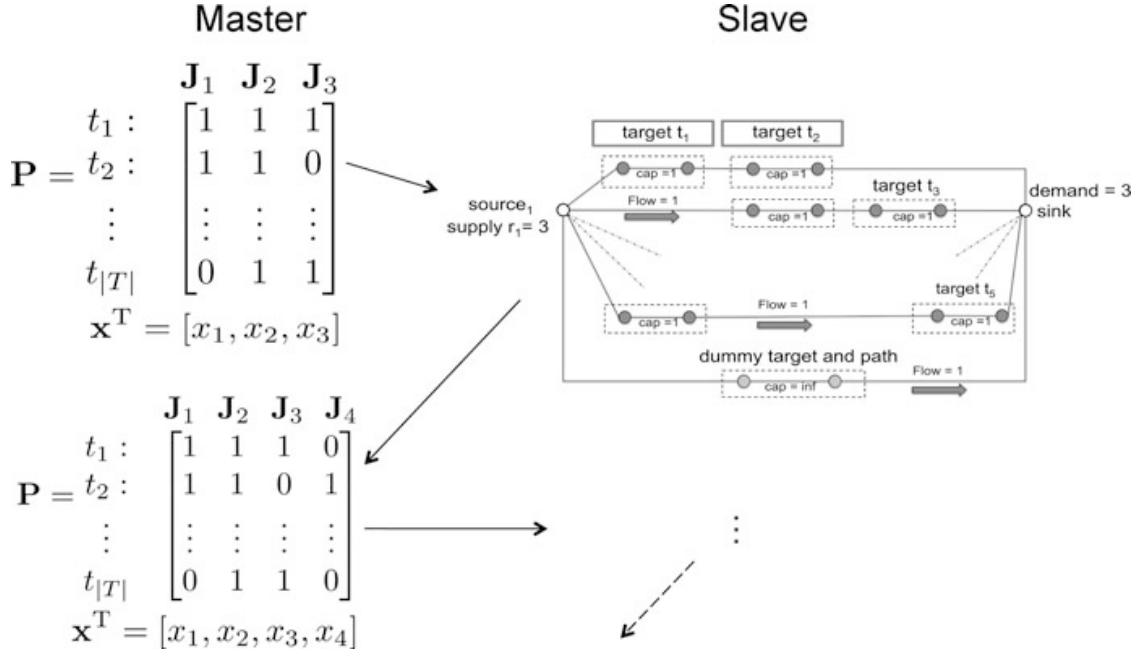 Master
Slave
J₁ J₂ J₃
t₁ : 1 1 1
P = t₂ : 1 1 0
⋮ ⋮ ⋮ ⋮
t|T| 0 1 1
xᵀ = [x₁, x₂, x₃]
target t₁
target t₂
cap =1
cap =1
target t₃
source₁
supply r₁= 3
Flow = 1
cap =1
cap =1
demand = 3
sink
target t₅
cap =1
Flow = 1
cap =1
dummy target and path
cap = inf
Flow = 1
J₁ J₂ J₃ J₄
t₁ : 1 1 1 0
P = t₂ : 1 1 0 1
⋮ ⋮ ⋮ ⋮ ⋮
t|T| 0 1 1 0
xᵀ = [x₁, x₂, x₃, x₄]
⋮